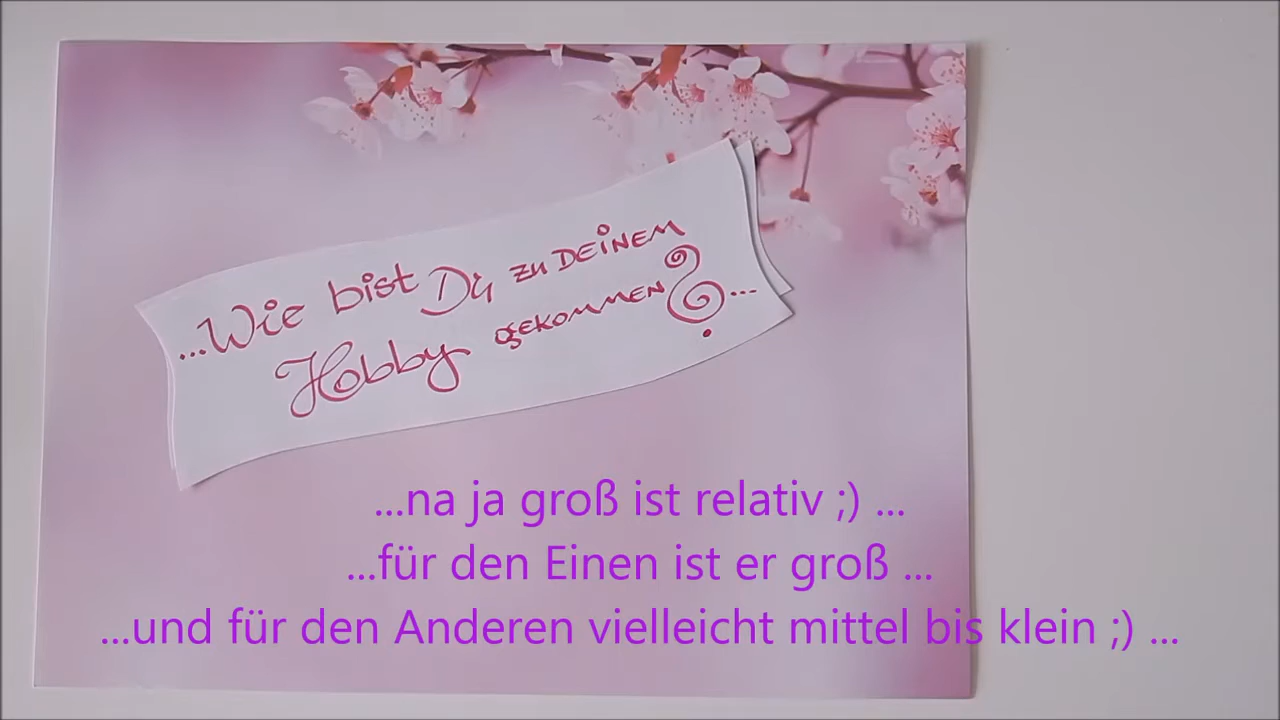 ...Wie bist Du zu DEiNEM
Hobby gekommen?...
...na ja groß ist relativ ;) ...
...für den Einen ist er groß ...
...und für den Anderen vielleicht mittel bis klein ;) ...